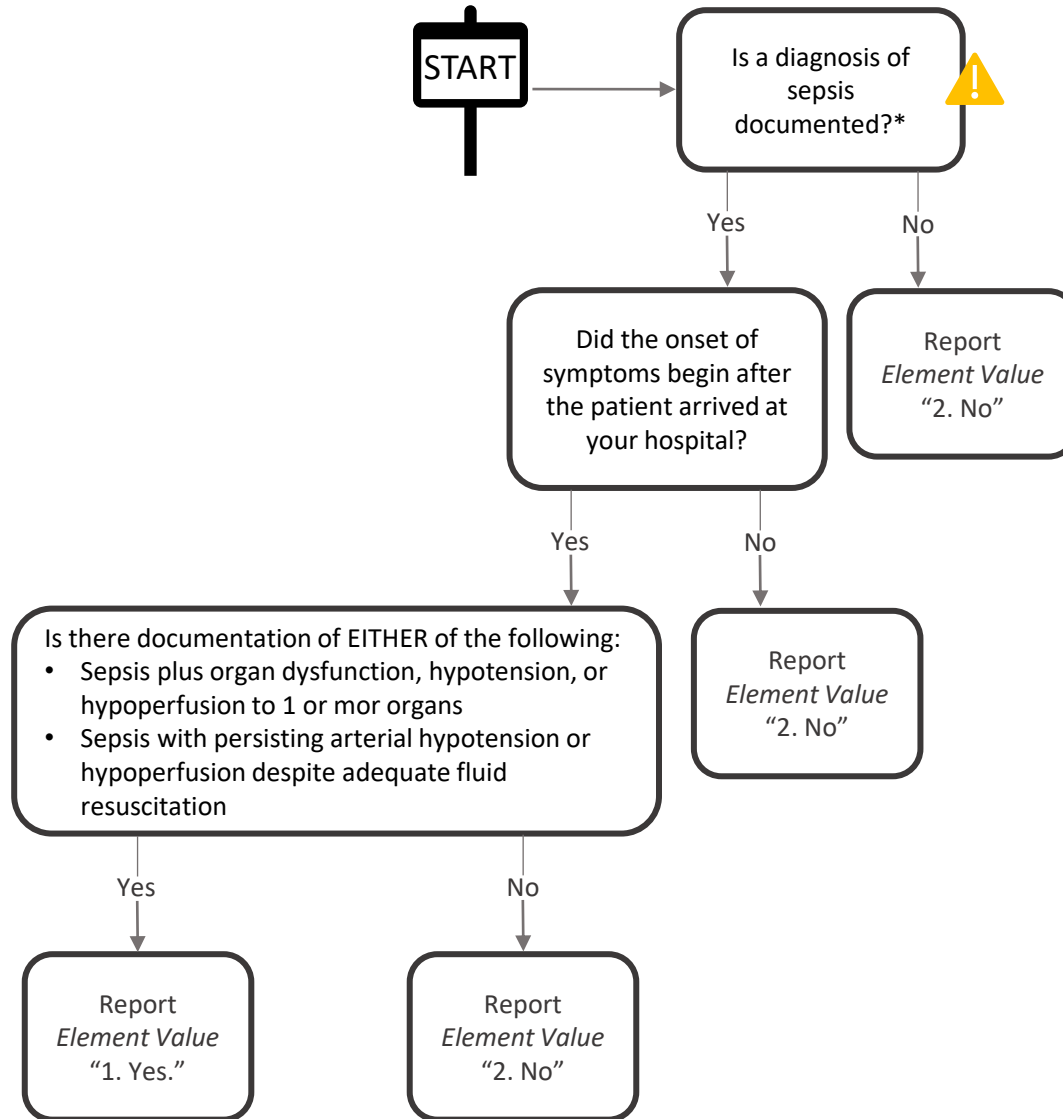 START
Is a diagnosis of
sepsis
documented?*
Yes
No
Did the onset of
symptoms begin after
the patient arrived at
your hospital?
Report
Element Value
“2. No”
Yes
No
Is there documentation of EITHER of the following:
• Sepsis plus organ dysfunction, hypotension, or
hypoperfusion to 1 or mor organs
• Sepsis with persisting arterial hypotension or
hypoperfusion despite adequate fluid
resuscitation
Report
Element Value
“2. No”
Yes
No
Report
Element Value
“1. Yes.”
Report
Element Value
“2. No”